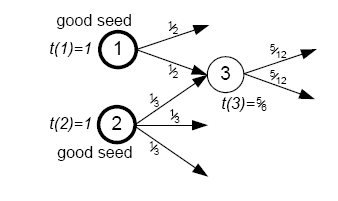 good seed
t(1)=1
1
½
½
3
5/12
5/12
t(3)=⅚
t(2)=1
2
⅓
⅓
⅓
good seed